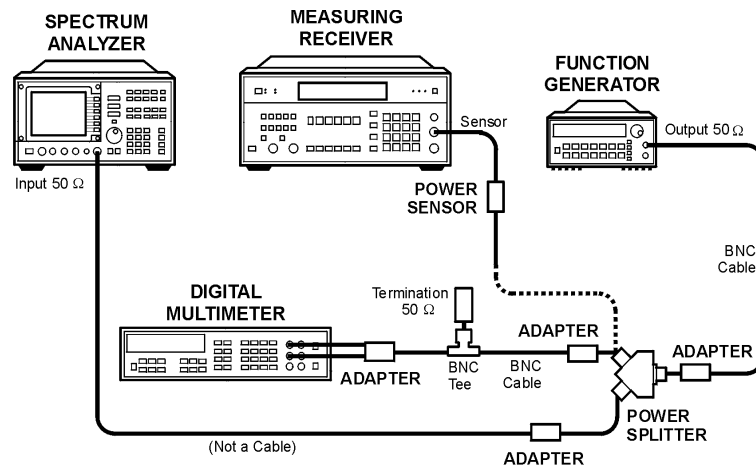 SPECTRUM
ANALYZER
MEASURING
RECEIVER
FUNCTION
GENERATOR
Sensor
Output 50 Ω
Input 50 Ω
POWER
SENSOR
BNC
Cable
DIGITAL
MULTIMETER
Termination
50 Ω
ADAPTER
ADAPTER
ADAPTER
BNC
Tee
BNC
Cable
POWER
SPLITTER
(Not a Cable)
ADAPTER